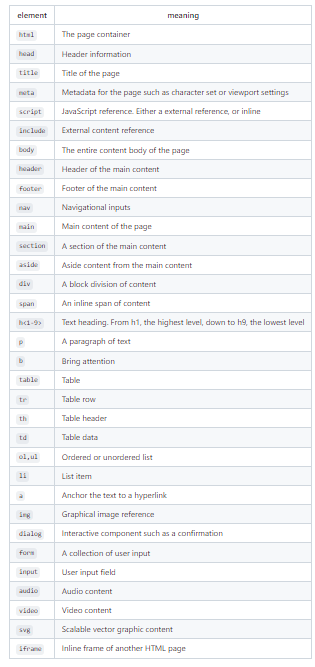 element meaning
html The page container
head Header information
title Title of the page
meta Metadata for the page such as character set or viewport settings
script JavaScript reference. Either a external reference, or inline
include External content reference
body The entire content body of the page
header Header of the main content
footer Footer of the main content
nav Navigational inputs
main Main content of the page
section A section of the main content
aside Aside content from the main content
div A block division of content
span An inline span of content
h<1-9> Text heading. From h1, the highest level, down to h9, the lowest level
p A paragraph of text
b Bring attention
table Table
tr Table row
th Table header
td Table data
ol,ul Ordered or unordered list
li List item
a Anchor the text to a hyperlink
img Graphical image reference
dialog Interactive component such as a confirmation
form A collection of user input
input User input field
audio Audio content
video Video content
svg Scalable vector graphic content
iframe Inline frame of another HTML page